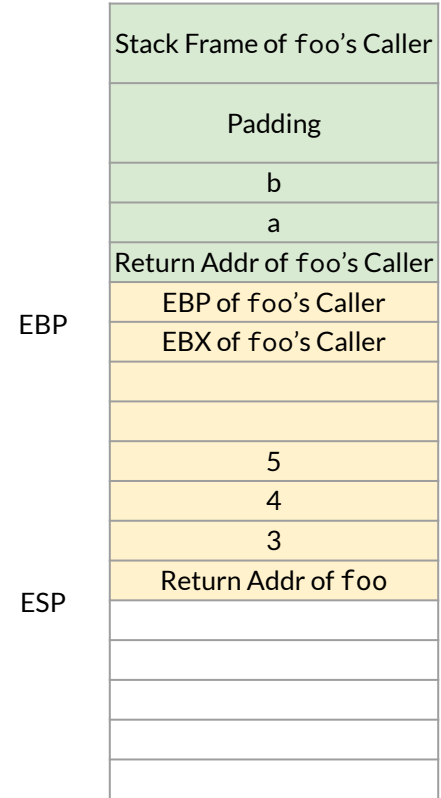 Stack Frame of foo’s Caller
Padding
b
a
Return Addr of foo’s Caller
EBP of foo’s Caller
EBP
EBX of foo’s Caller
5
4
3
Return Addr of foo
ESP